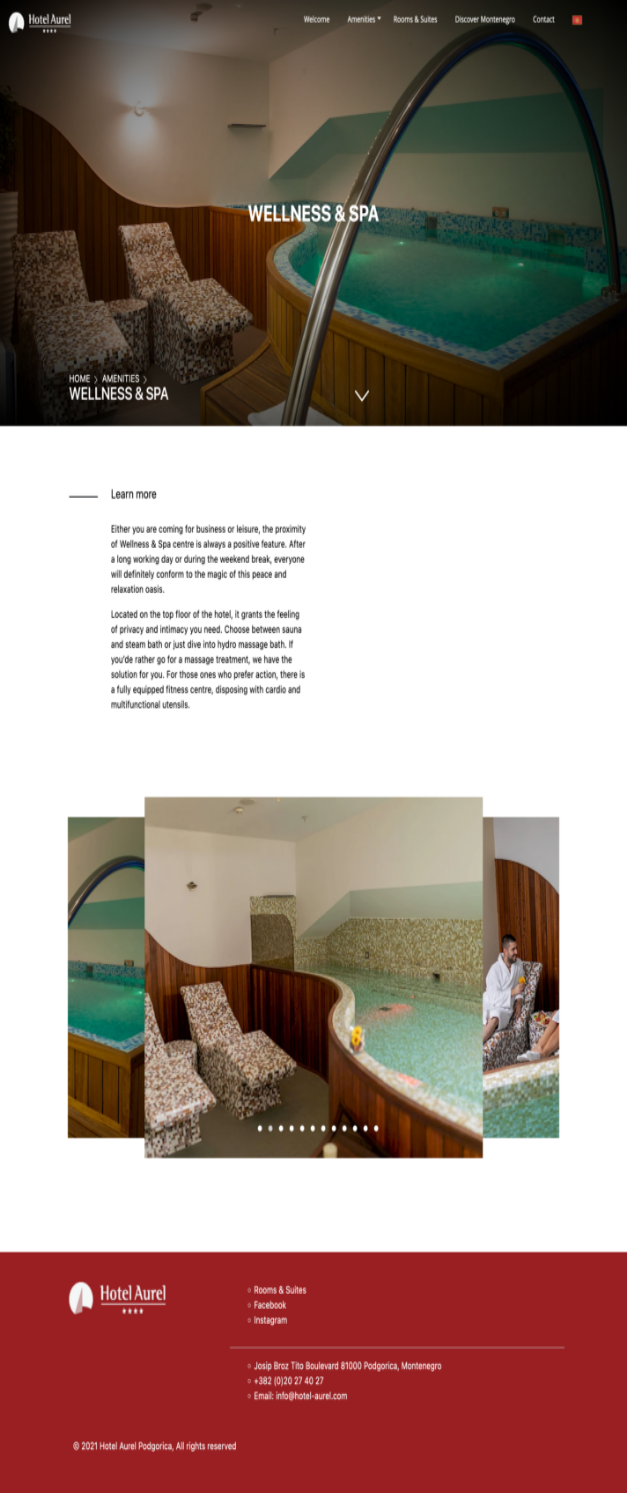 Hotel Aurel
Welcome
Amenities
Rooms & Suites
Discover Montenegro
Contact
WELLNESS & SPA
HOME > AMENITIES >
WELLNESS & SPA
Learn more
Either you are coming for business or leisure, the proximity
of Wellness & Spa centre is always a positive feature. After
a long working day or during the weekend break, everyone
will definitely conform to the magic of this peace and
relaxation oasis.
Located on the top floor of the hotel, it grants the feeling
of privacy and intimacy you need. Choose between sauna
and steam bath or just dive into hydro massage bath. If
you'de rather go for a massage treatment, we have the
solution for you. For those ones who prefer action, there is
a fully equipped fitness centre, disposing with cardio and
multifunctional utensils.
Hotel Aurel
Rooms & Suites
Facebook
Instagram
Josip Broz Tito Boulevard 81000 Podgorica, Montenegro
+382 (0)20 27 40 27
Email: info@hotel-aurel.com
© 2021 Hotel Aurel Podgorica, All rights reserved